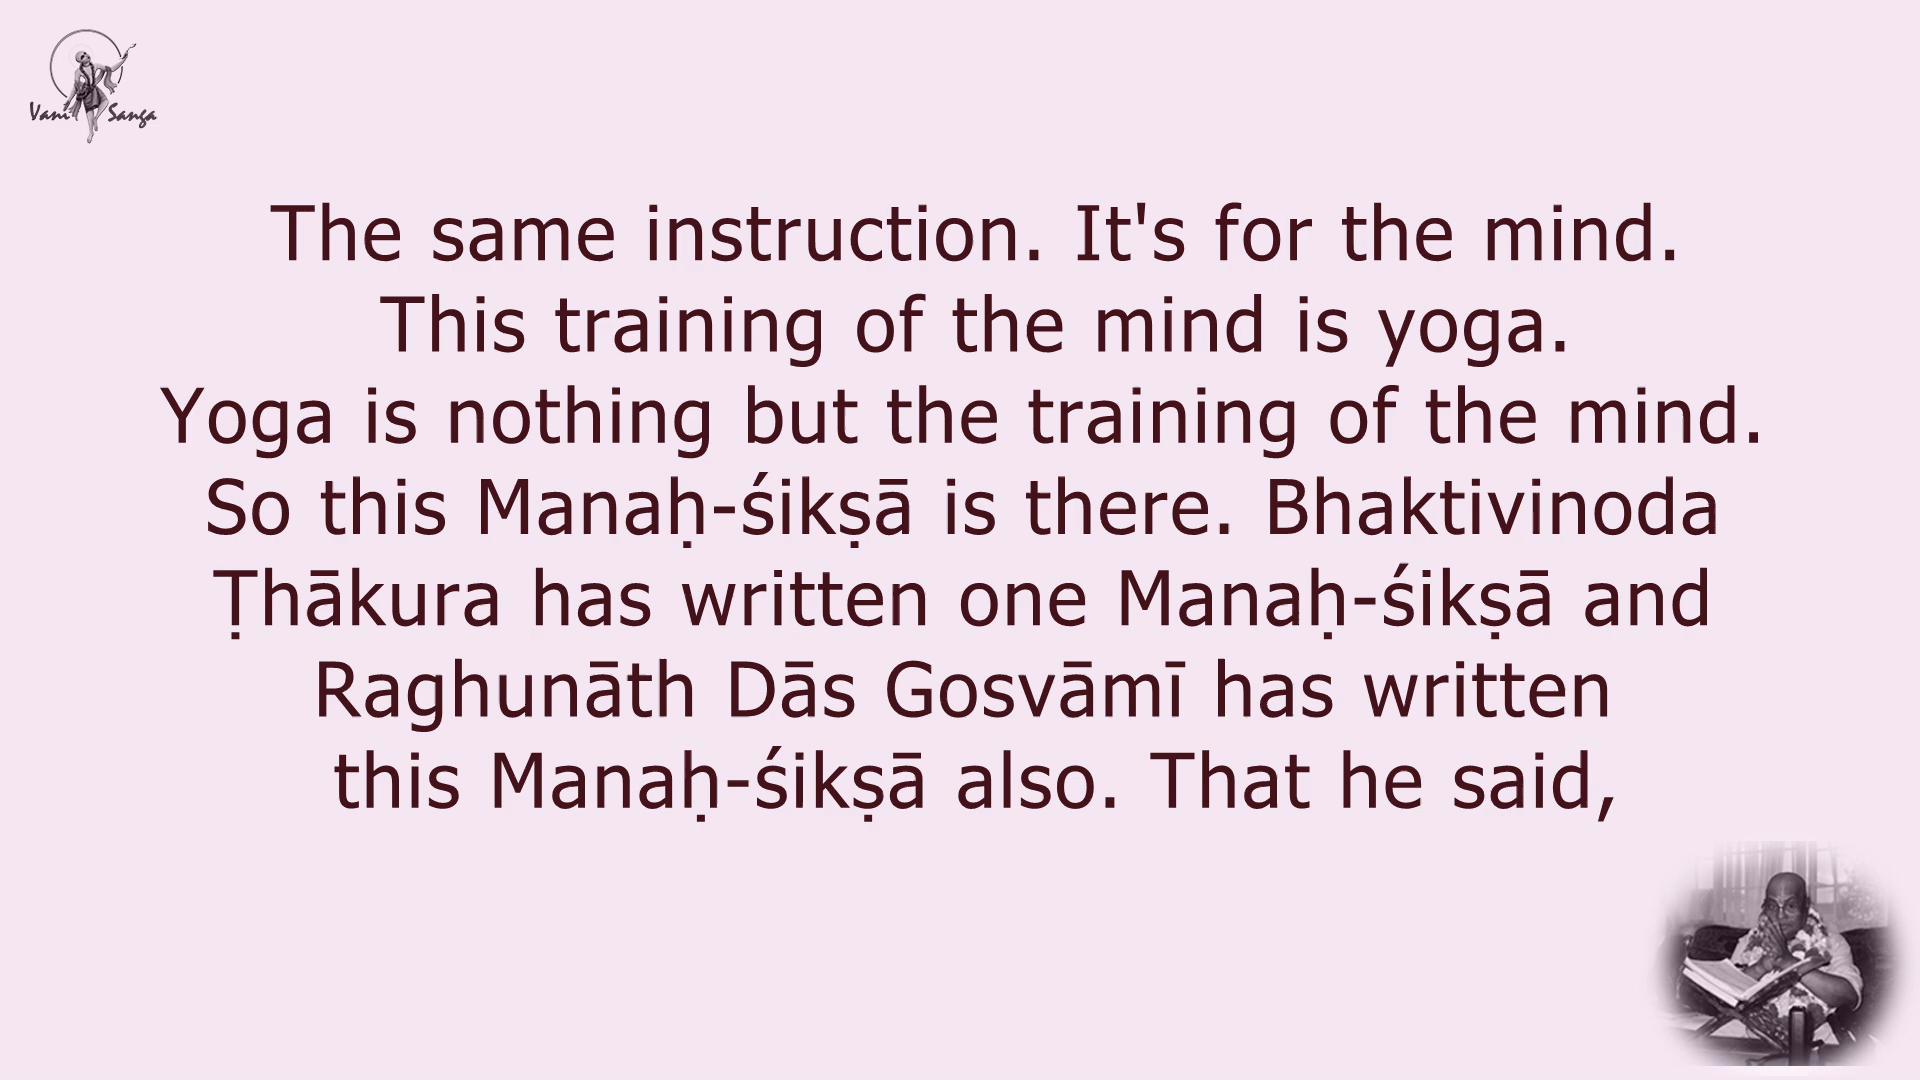 Vani Sanga
The same instruction. It's for the mind.
This training of the mind is yoga.
Yoga is nothing but the training of the mind.
So this Manaḥ-śikṣā is there. Bhaktivinoda
Ṭhākura has written one Manaḥ-śikṣā and
Raghunāth Dās Gosvāmī has written
this Manaḥ-śikṣā also. That he said,